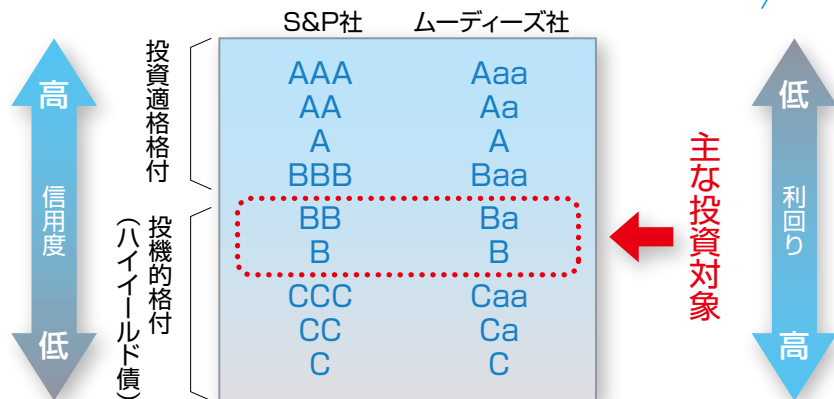 S&P社 ムーディーズ社
高
信用度
低
投資適格格付
投機的格付
（ハイイールド債）
AAA Aaa
AA Aa
A A
BBB Baa
BB Ba
B B
CCC Caa
CC Ca
C C
主な投資対象
低
利回り
高